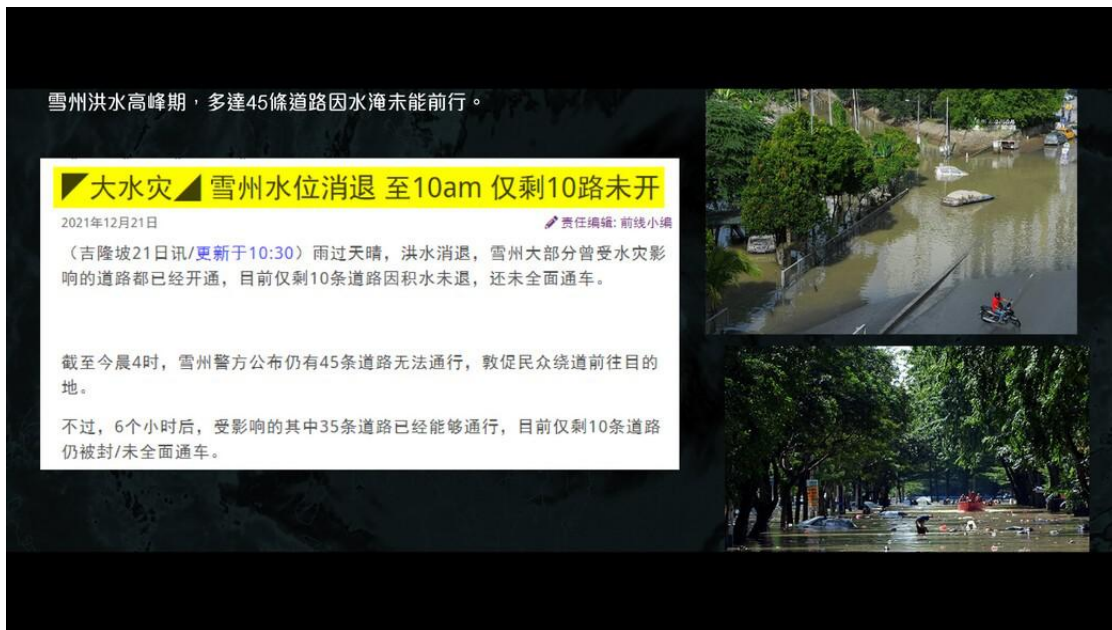 雪州洪水高峰期，多達45條道路因水淹未能前行。
◤大水灾◢ 雪州水位消退 至10am 仅剩10路未开
2021年12月21日
责任编辑: 前线小编
（吉隆坡21日讯/更新于10:30）雨过天晴，洪水消退，雪州大部分曾受水灾影
响的道路都已经开通，目前仅剩10条道路因积水未退，还未全面通车。
截至今晨4时，雪州警方公布仍有45条道路无法通行，敦促民众绕道前往目的
地。
不过，6个小时后，受影响的其中35条道路已经能够通行，目前仅剩10条道路
仍被封/未全面通车。